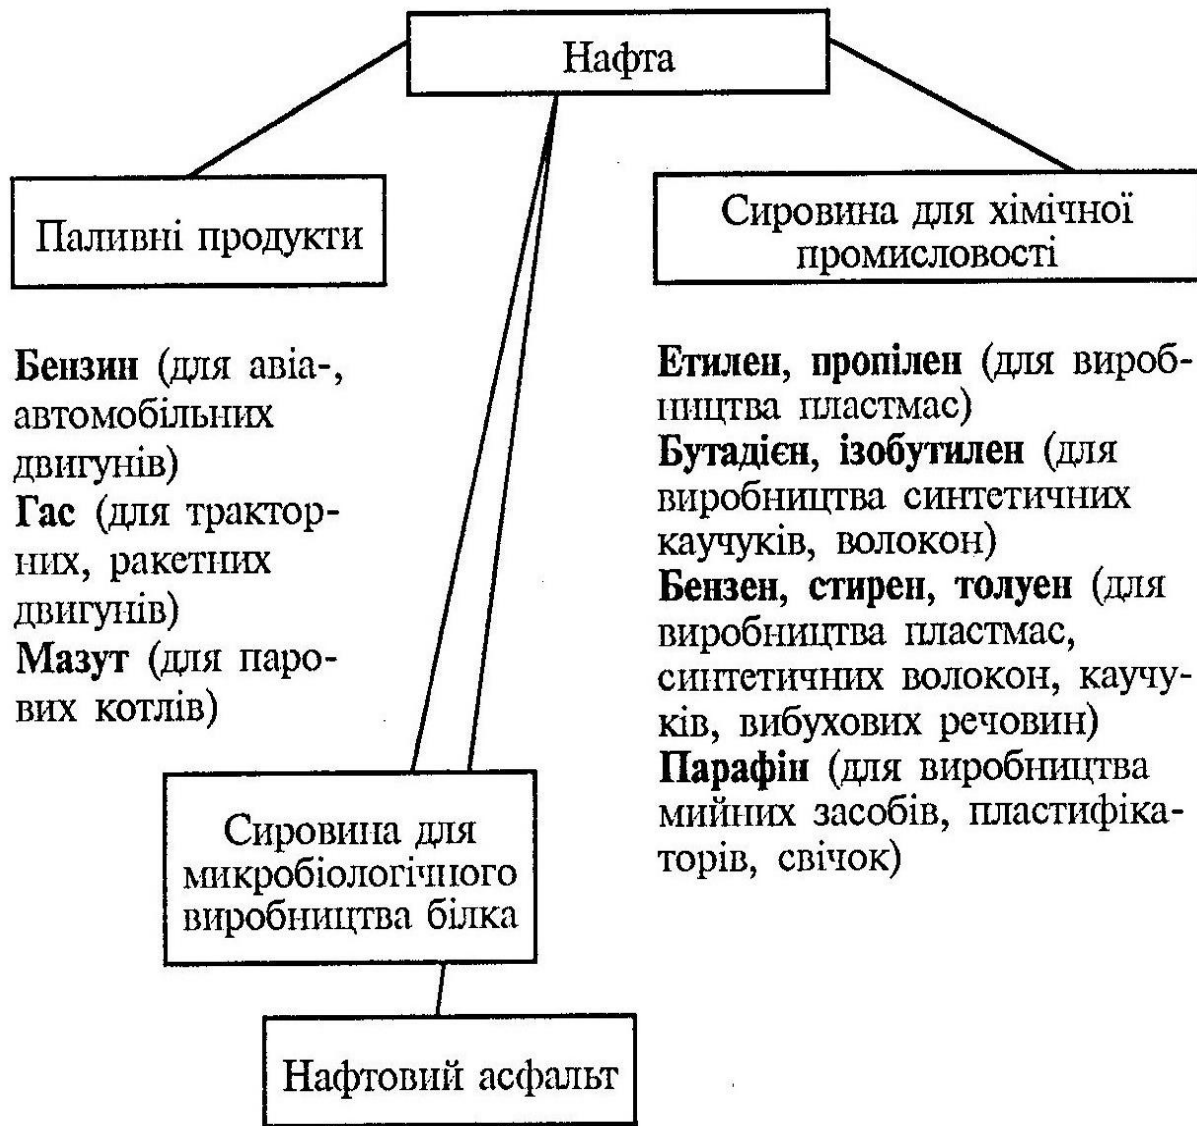 Нафта
Паливні продукти
Сировина для хімічної
промисловості
Бензин (для авіа-,
автомобільних
двигунів)
Гас (для трактор-
них, ракетних
двигунів)
Мазут (для паро-
вих котлів)
Етилен, пропілен (для вироб-
ництва пластмас)
Бутадієн, ізобутилен (для
виробництва синтетичних
каучуків, волокон)
Бензен, стирен, толуен (для
виробництва пластмас,
синтетичних волокон, каучу-
ків, вибухових речовин)
Парафін (для виробництва
мийних засобів, пластифіка-
торів, свічок)
Сировина для
микробіологічного
виробництва білка
Нафтовий асфальт